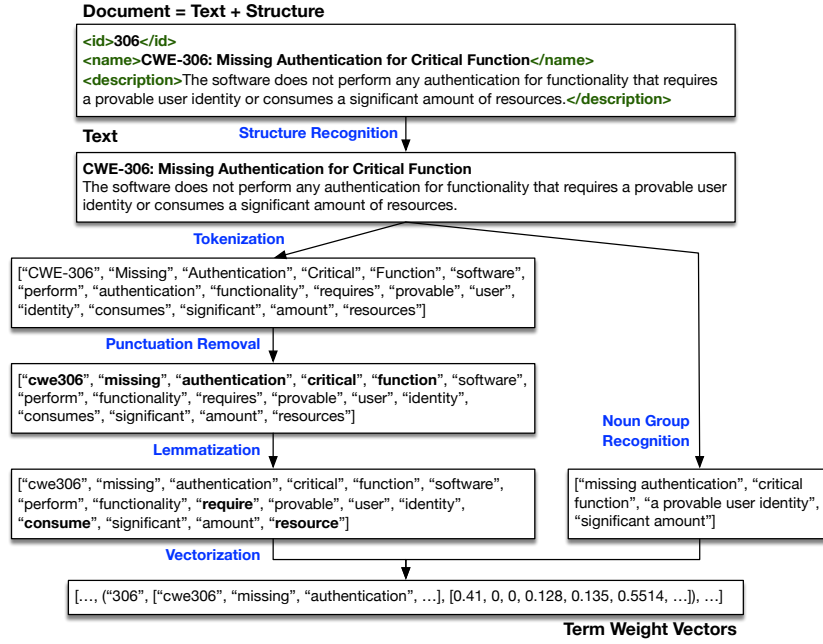 Document = Text + Structure
<id>306</id>
<name>CWE-306: Missing Authentication for Critical Function</name>
<description>The software does not perform any authentication for functionality that requires
a provable user identity or consumes a significant amount of resources.</description>
Structure Recognition
Text
CWE-306: Missing Authentication for Critical Function
The software does not perform any authentication for functionality that requires a provable user
identity or consumes a significant amount of resources.
Tokenization
[“CWE-306”, “Missing”, “Authentication”, “Critical”, “Function”, “software”,
“perform”, “authentication”, “functionality”, “requires”, “provable”, “user”,
“identity”, “consumes”, “significant”, “amount”, “resources”]
Punctuation Removal
[“cwe306”, “missing”, “authentication”, “critical”, “function”, “software”,
“perform”, “functionality”, “requires”, “provable”, “user”, “identity”,
“consumes”, “significant”, “amount”, “resources”]
Lemmatization
[“cwe306”, “missing”, “authentication”, “critical”, “function”, “software”,
“perform”, “functionality”, “require”, “provable”, “user”, “identity”,
“consume”, “significant”, “amount”, “resource”]
Noun Group
Recognition
[“missing authentication”, “critical
function”, “a provable user identity”,
“significant amount”]
Vectorization
[…, (“306”, [“cwe306”, “missing”, “authentication”, …], [0.41, 0, 0, 0.128, 0.135, 0.5514, …]), …]
Term Weight Vectors